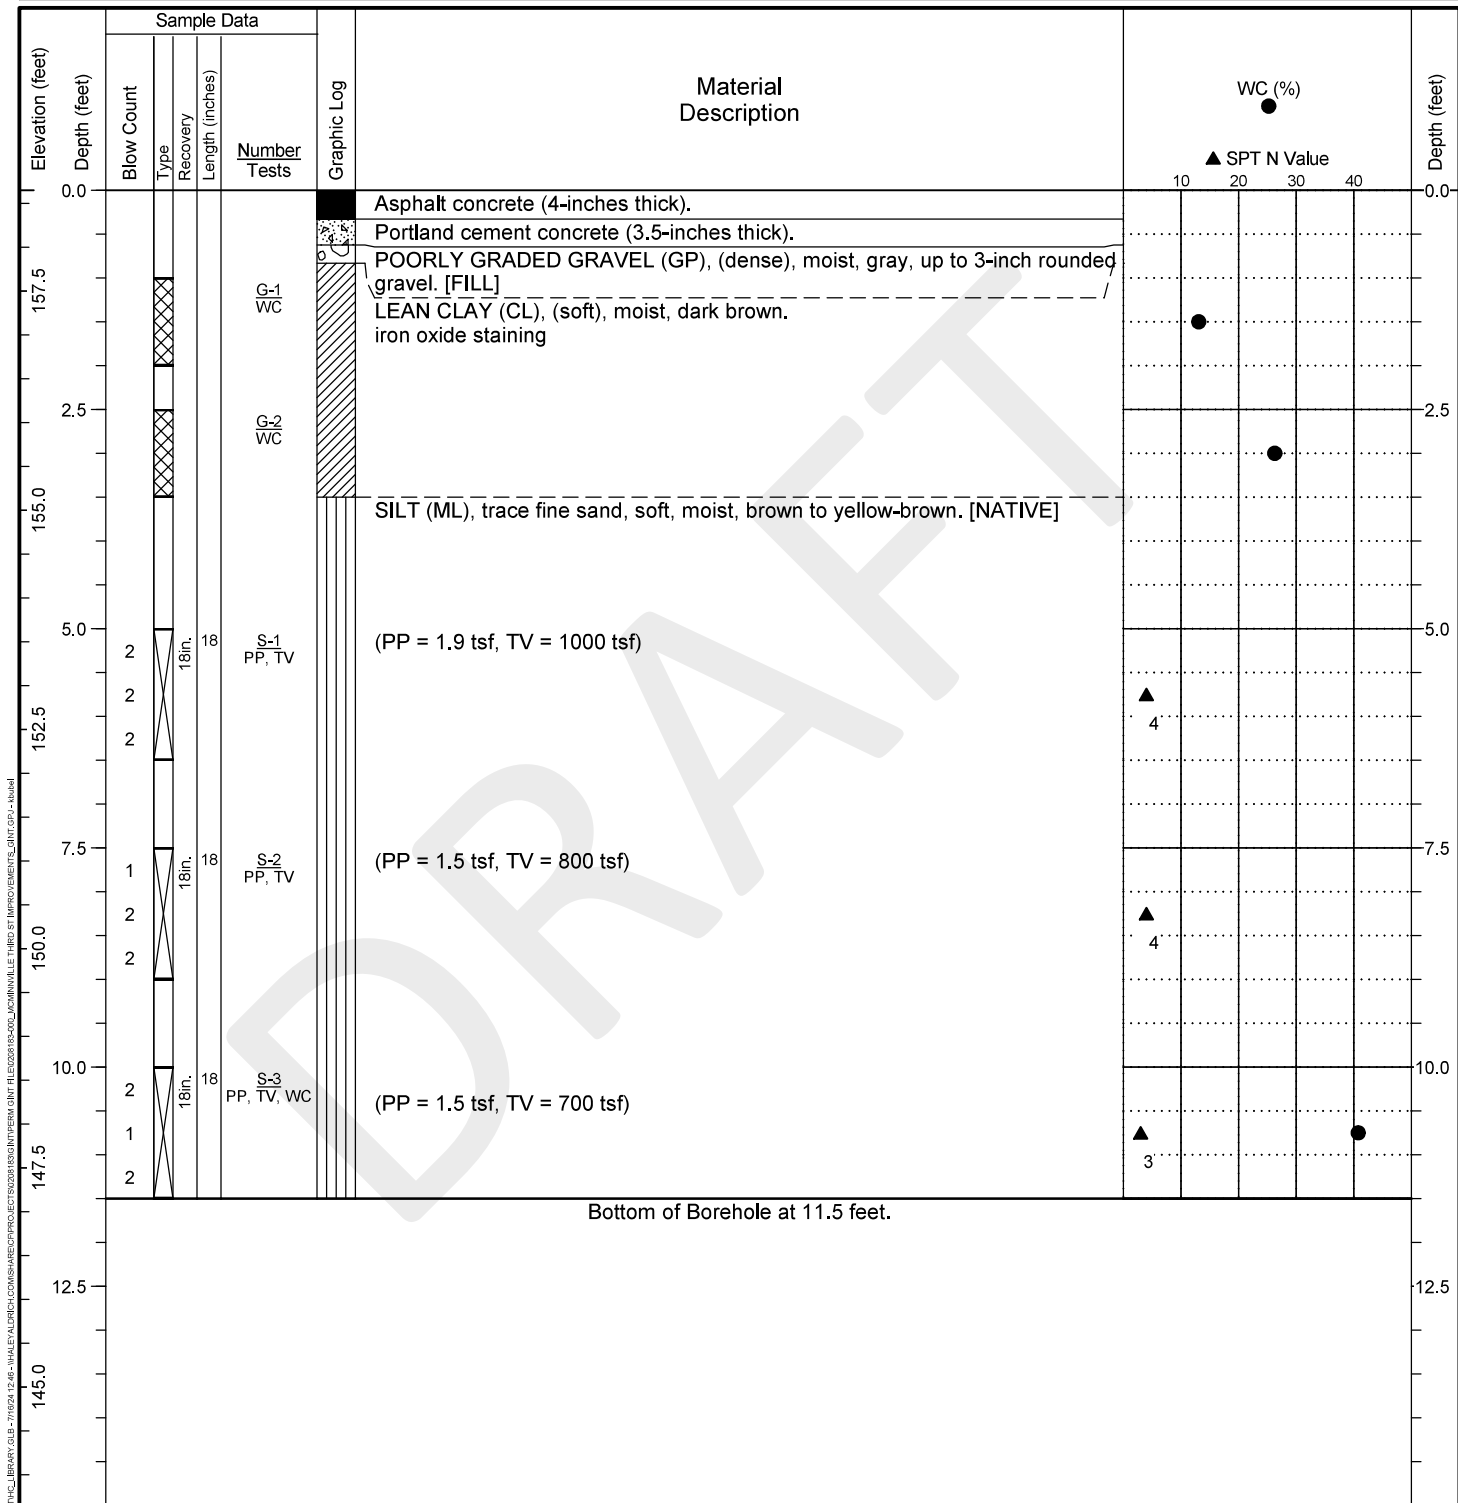 Sample Data
Elevation (feet)
Depth (feet)
Blow Count
Type
Recovery
Length (inches)
Number
Tests
Graphic Log
Material
Description
WC (%)
SPT N Value
10 20 30 40
Depth (feet)
0.0
0.0
Asphalt concrete (4-inches thick).
Portland cement concrete (3.5-inches thick).
POORLY GRADED GRAVEL (GP), (dense), moist, gray, up to 3-inch rounded
gravel. [FILL]
157.5
G-1
WC
LEAN CLAY (CL), (soft), moist, dark brown.
iron oxide staining
2.5
G-2
WC
2.5
155.0
SILT (ML), trace fine sand, soft, moist, brown to yellow-brown. [NATIVE]
5.0
2
2
2
18in.
18
S-1
PP, TV
(PP = 1.9 tsf, TV = 1000 tsf)
5.0
4
152.5
7.5
1
2
2
18in.
18
S-2
PP, TV
(PP = 1.5 tsf, TV = 800 tsf)
7.5
4
150.0
10.0
2
1
2
18in.
18
S-3
PP, TV, WC
(PP = 1.5 tsf, TV = 700 tsf)
10.0
3
147.5
Bottom of Borehole at 11.5 feet.
12.5
12.5
145.0
DRAFT